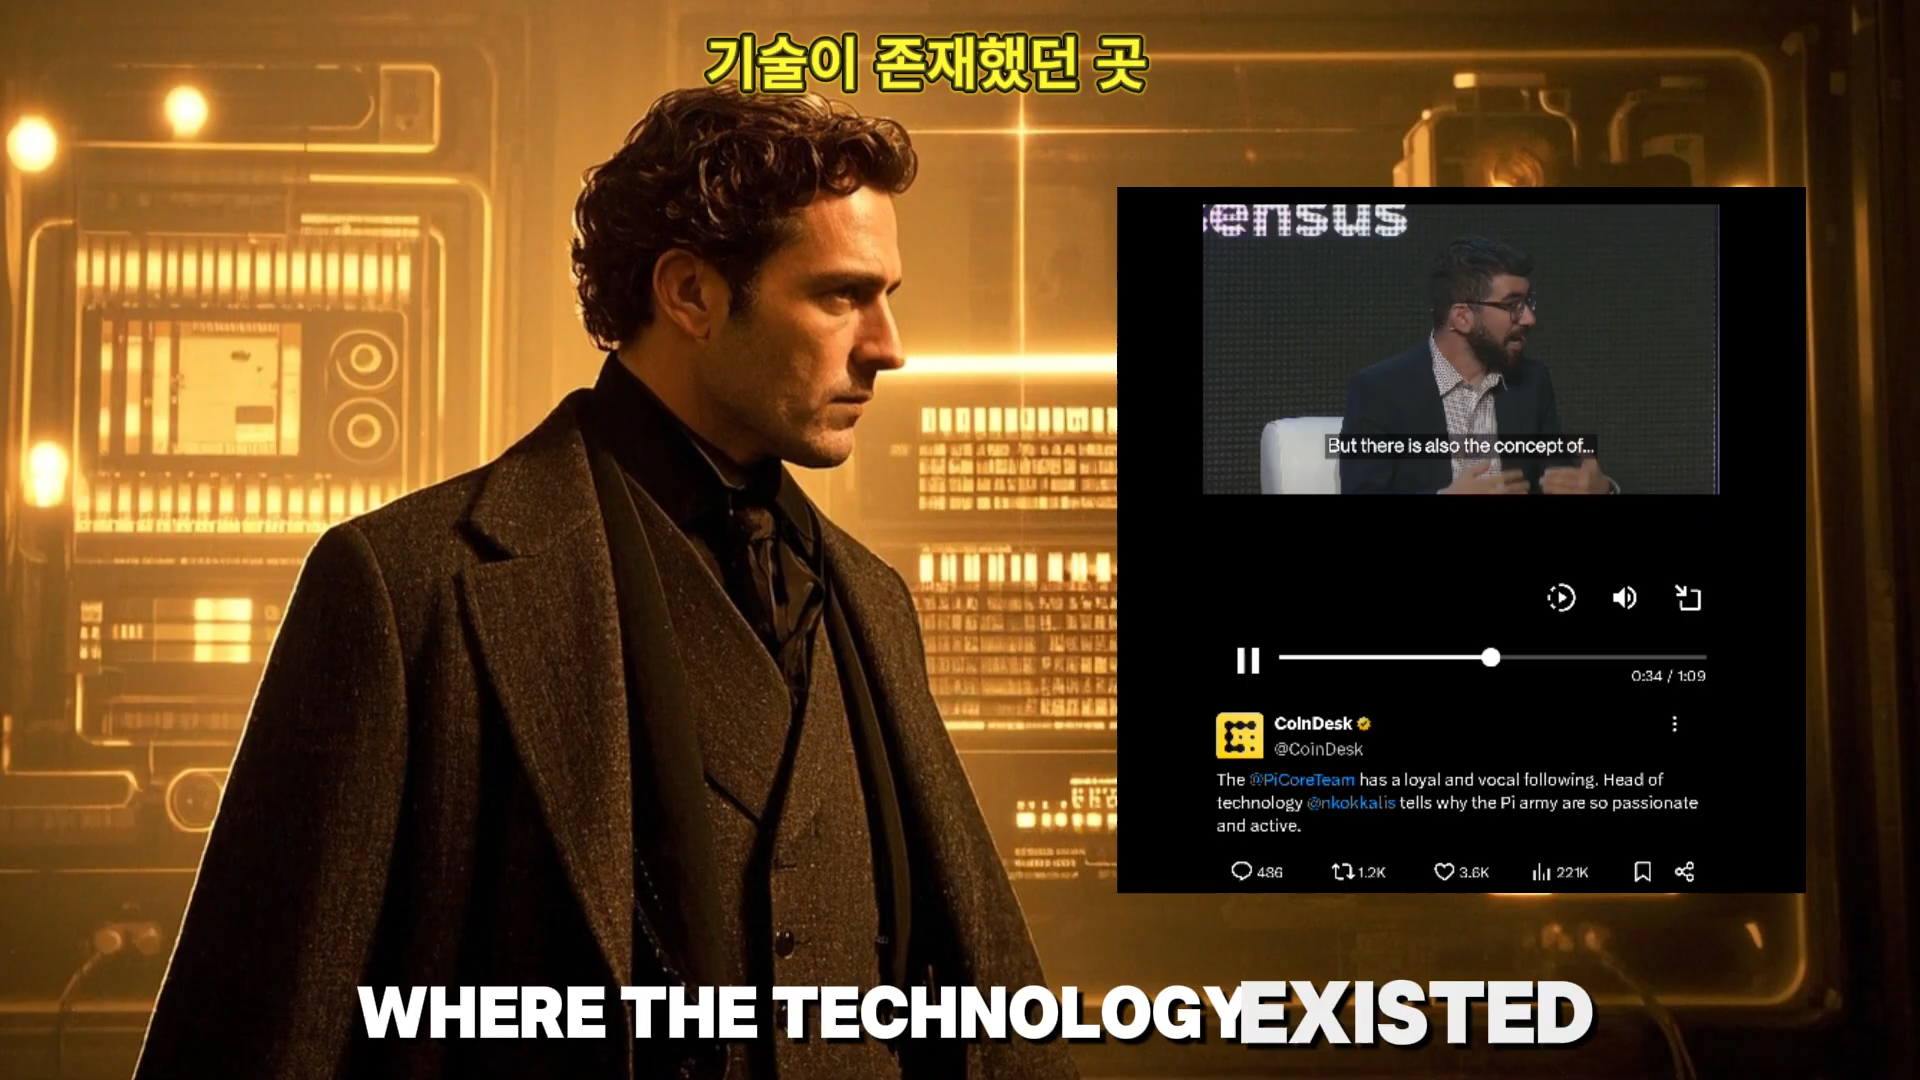 기술이 존재했던 곳
ensus
But there is also the concept of...
0:34 / 1:09
CoinDesk
@CoinDesk
The @PiCoreTeam has a loyal and vocal following. Head of
technology @nkokkalis tells why the Pi army are so passionate
and active.
486 1.2K 3.6K 221K
WHERE THE TECHNOLOGY EXISTED